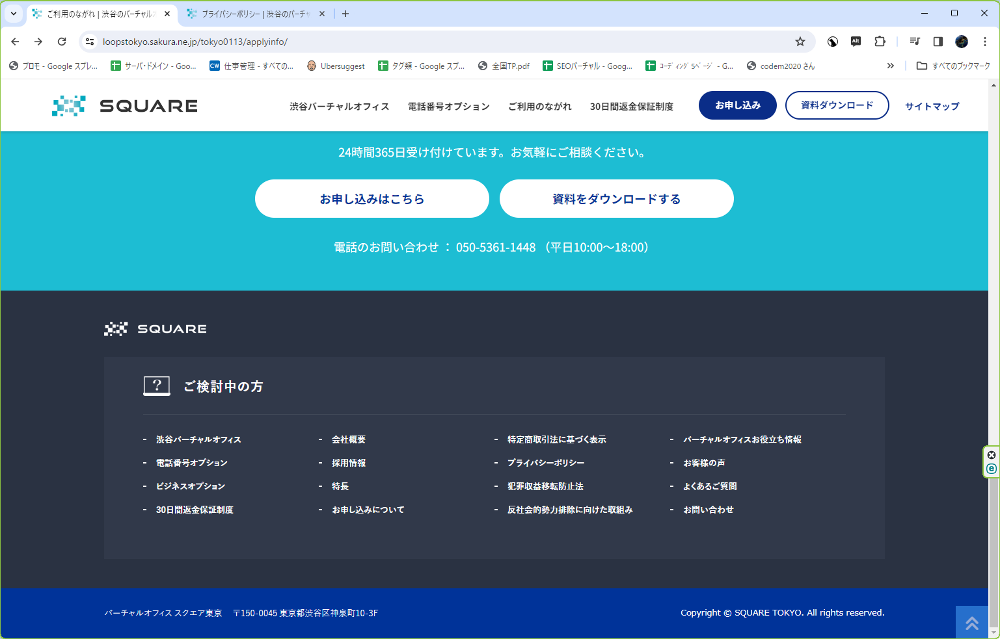 ご利用のながれ | 渋谷のバーチャルオ
プライバシーポリシー | 渋谷のバーチャ
loopstokyo.sakura.ne.jp/tokyo0113/applyinfo/
プロモ - Google スプレ...
サーバ・ドメイン - Goo...
CW
仕事管理 - すべての...
Ubersuggest
タグ類 - Google スプ...
全国TP.pdf
SEOバーチャル - Goog...
ｺｰﾃﾞｨﾝｸﾞ 5ﾍﾟｰｼﾞ - G...
codem2020 さん
すべてのブックマーク
SQUARE
渋谷バーチャルオフィス
電話番号オプション
ご利用のながれ
30日間返金保証制度
お申し込み
資料ダウンロード
サイトマップ
24時間365日受け付けています。お気軽にご相談ください。
お申し込みはこちら
資料をダウンロードする
電話のお問い合わせ ： 050-5361-1448 （平日10:00〜18:00）
SQUARE
ご検討中の方
- 渋谷バーチャルオフィス
- 電話番号オプション
- ビジネスオプション
- 30日間返金保証制度
- 会社概要
- 採用情報
- 特長
- お申し込みについて
- 特定商取引法に基づく表示
- プライバシーポリシー
- 犯罪収益移転防止法
- 反社会的勢力排除に向けた取組み
- バーチャルオフィスお役立ち情報
- お客様の声
- よくあるご質問
- お問い合わせ
バーチャルオフィス スクエア東京　〒150-0045 東京都渋谷区神泉町10-3F
Copyright © SQUARE TOKYO. All rights reserved.